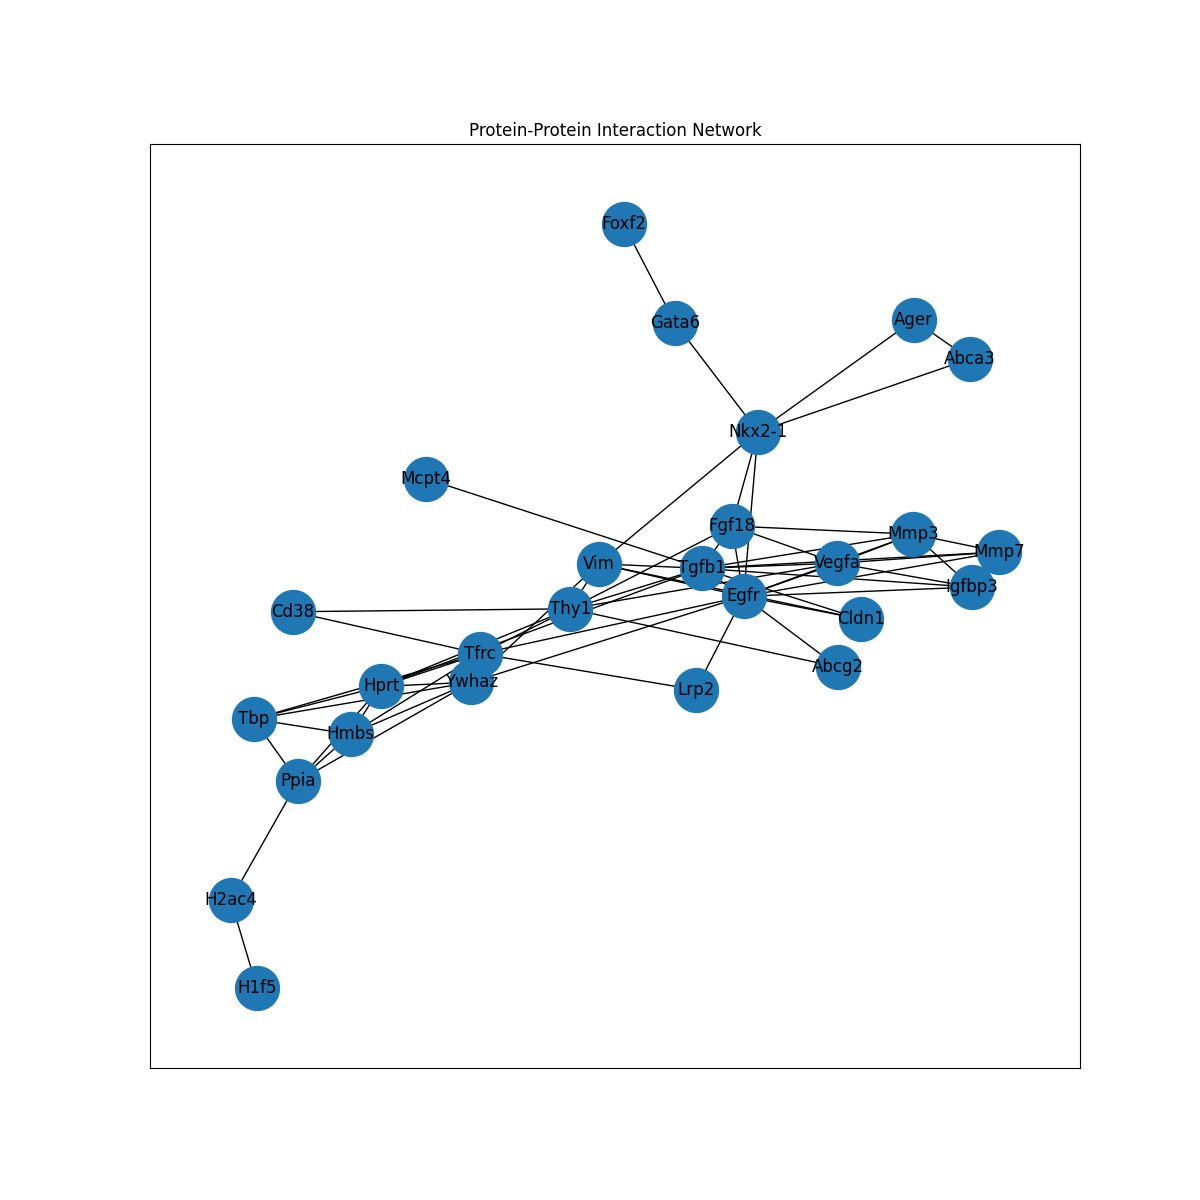 Protein-Protein Interaction Network
Foxf2
Gata6
Ager
Abca3
Nkx2-1
Mcpt4
Fgf18
Mmp3
Mmp7
Vim
Tgfb1
Vegfa
Igfbp3
Egfr
Thy1
Cd38
Cldn1
Tfrc
Abcg2
Ywhaz
Hprt
Lrp2
Tbp
Hmbs
Ppia
H2ac4
H1f5